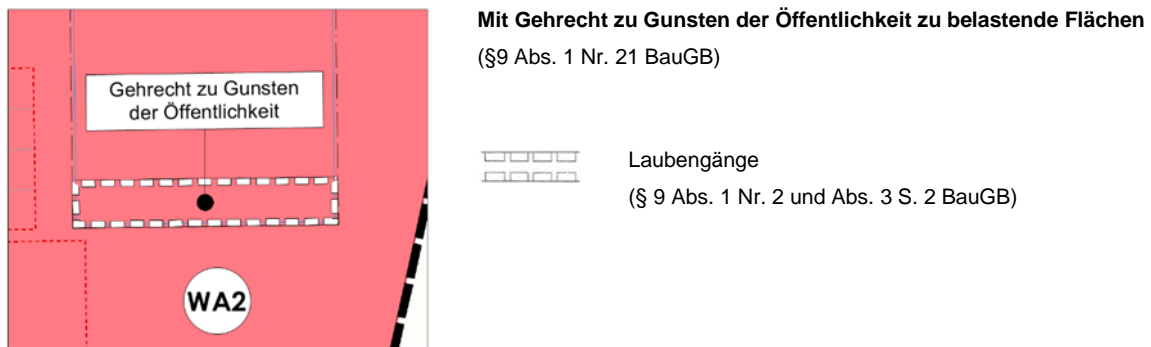 Mit Gehrecht zu Gunsten der Öffentlichkeit zu belastende Flächen
(§9 Abs. 1 Nr. 21 BauGB)
Gehrecht zu Gunsten
der Öffentlichkeit
Laubengänge
(§ 9 Abs. 1 Nr. 2 und Abs. 3 S. 2 BauGB)
WA2